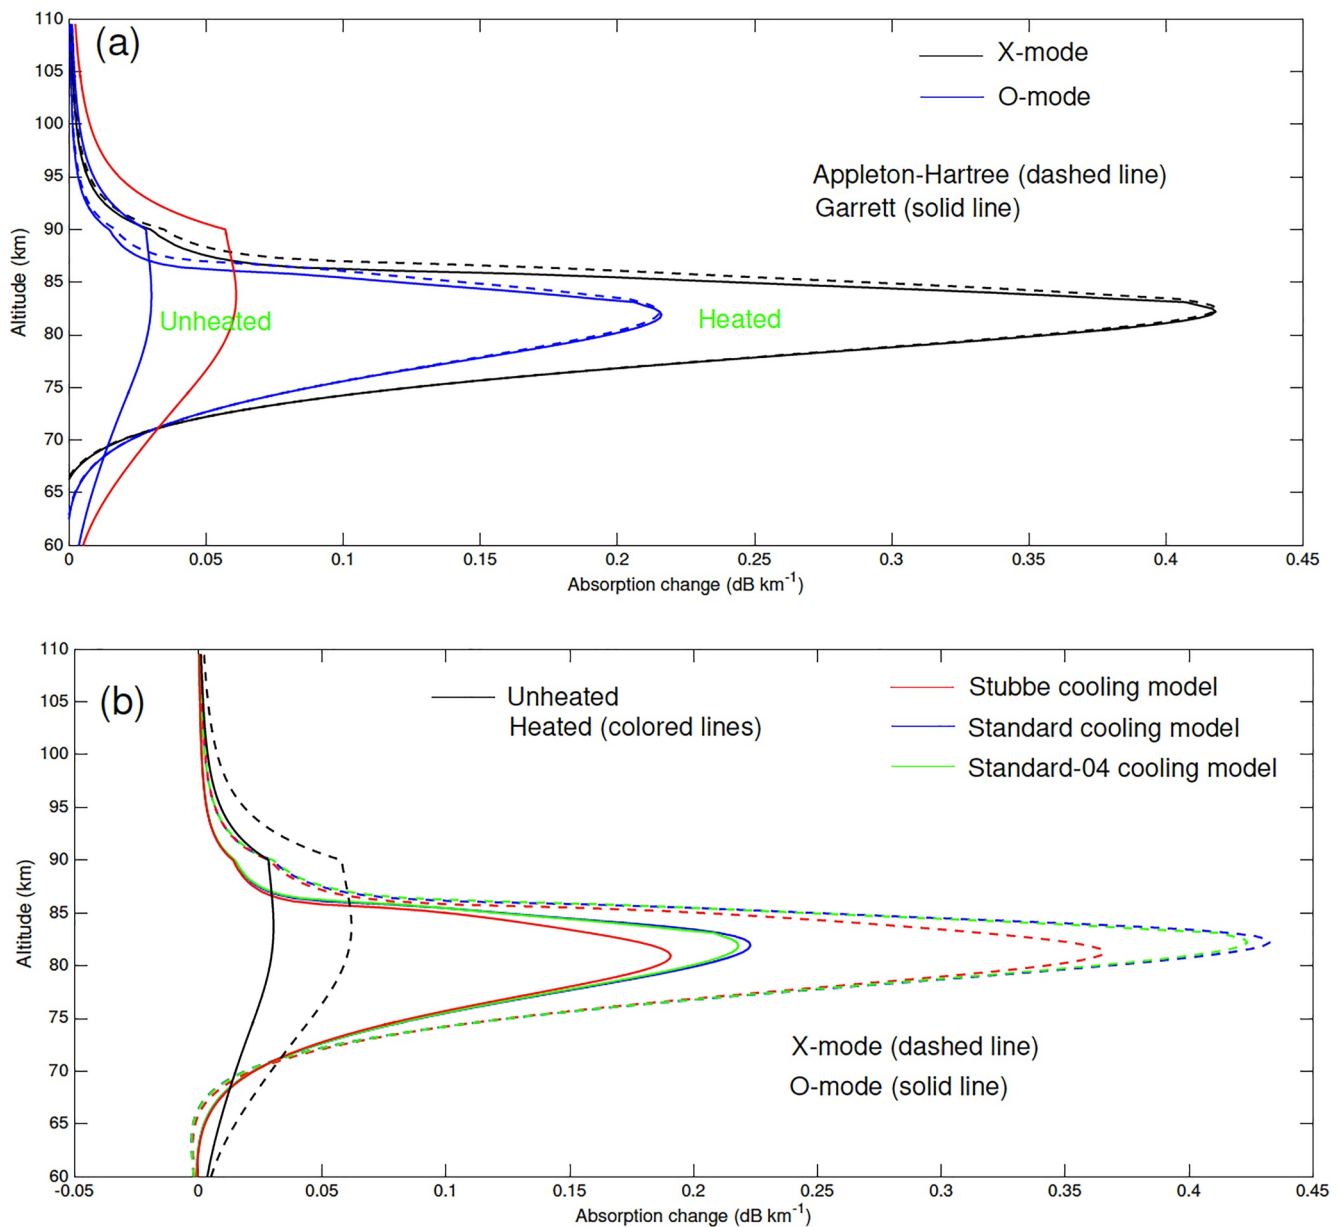 (a)
X-mode
O-mode
Appleton-Hartree (dashed line)
Garrett (solid line)
Unheated
Heated
110
105
100
95
90
85
80
75
70
65
60
Altitude (km)
0 0.05 0.1 0.15 0.2 0.25 0.3 0.35 0.4 0.45
Absorption change (dB km-1)
(b)
Unheated
Heated (colored lines)
Stubbe cooling model
Standard cooling model
Standard-04 cooling model
X-mode (dashed line)
O-mode (solid line)
110
105
100
95
90
85
80
75
70
65
60
Altitude (km)
-0.05 0 0.05 0.1 0.15 0.2 0.25 0.3 0.35 0.4 0.45
Absorption change (dB km-1)